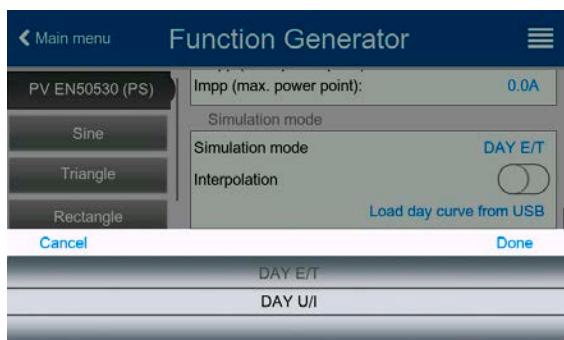 Main menu
Function Generator
PV EN50530 (PS)
Impp (max. power point): 0.0A
Sine
Simulation mode
Simulation mode DAY E/T
Triangle
Interpolation
Rectangle
Load day curve from USB
Cancel Done
DAY E/T
DAY U/I